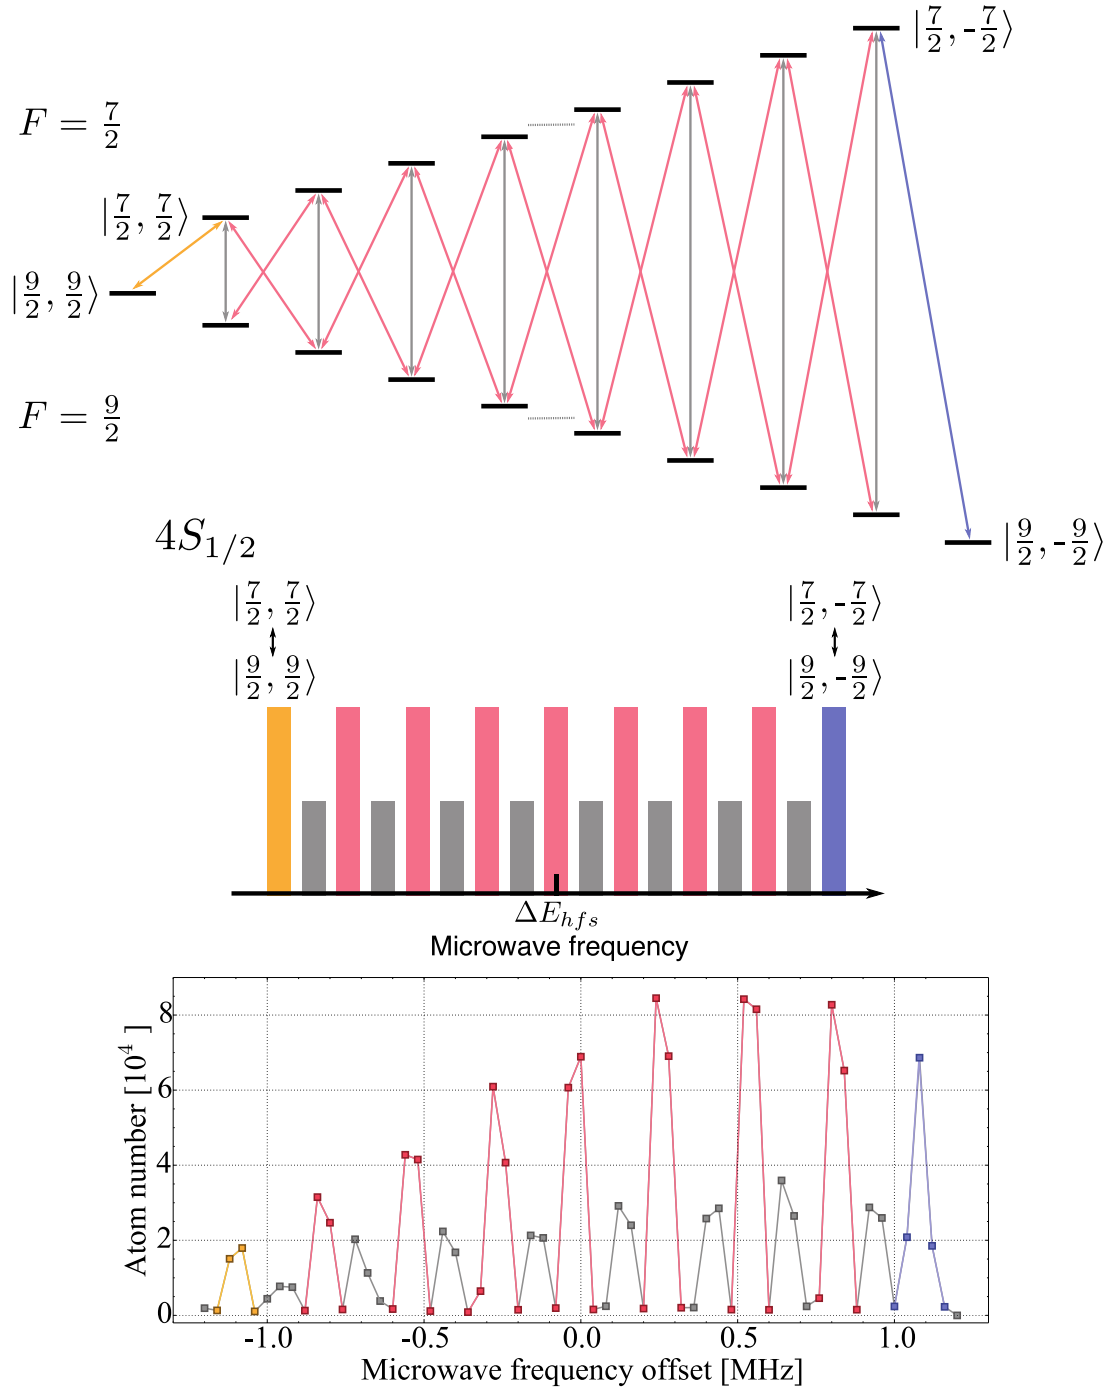 |7/2, -7/2⟩
F = 7/2
|7/2, 7/2⟩
|9/2, 9/2⟩
F = 9/2
4S1/2
|9/2, -9/2⟩
|7/2, 7/2⟩ |7/2, -7/2⟩
|9/2, 9/2⟩ |9/2, -9/2⟩
ΔEhfs
Microwave frequency
8
6
4
2
0
Atom number [10⁴ ]
-1.0 -0.5 0.0 0.5 1.0
Microwave frequency offset [MHz]